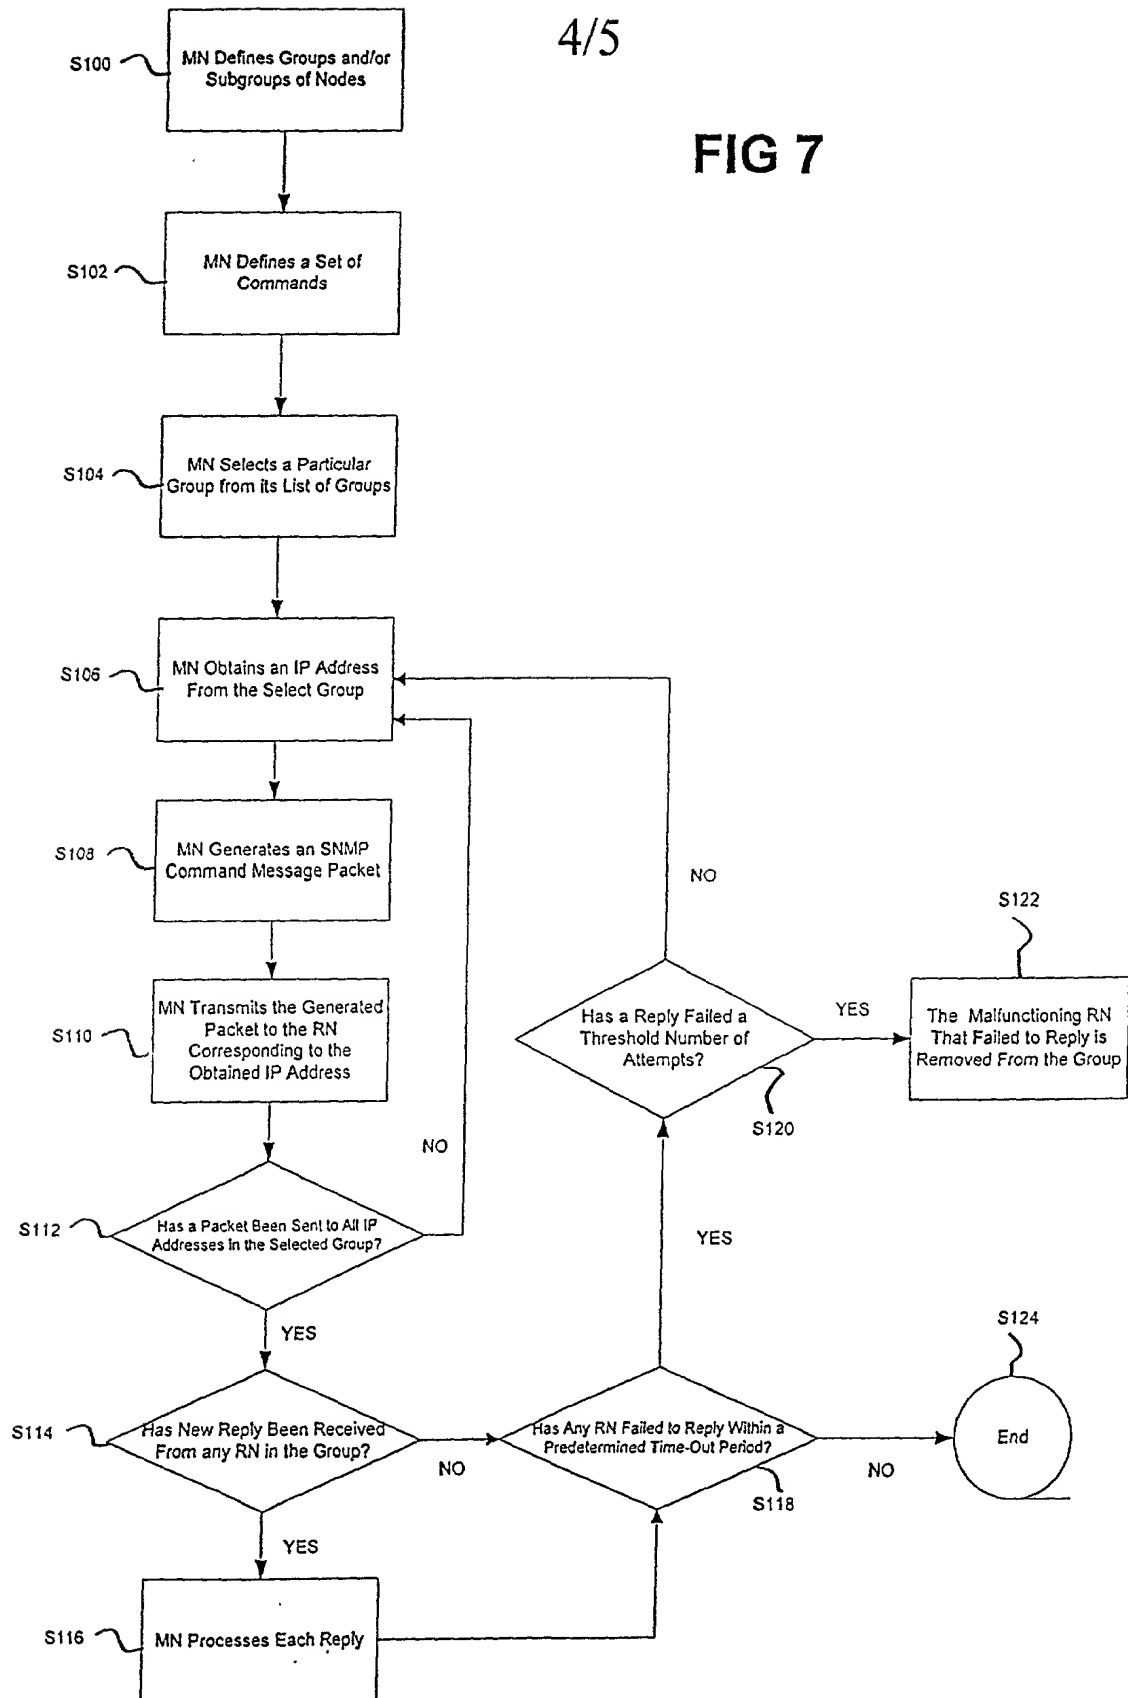 4/5
FIG 7
S100
MN Defines Groups and/or
Subgroups of Nodes
S102
MN Defines a Set of
Commands
S104
MN Selects a Particular
Group from its List of Groups
S106
MN Obtains an IP Address
From the Select Group
S108
MN Generates an SNMP
Command Message Packet
S110
MN Transmits the Generated
Packet to the RN
Corresponding to the
Obtained IP Address
S112
Has a Packet Been Sent to All IP
Addresses in the Selected Group?
NO
YES
S114
Has New Reply Been Received
From any RN in the Group?
NO
YES
S116
MN Processes Each Reply
Has Any RN Failed to Reply Within a
Predetermined Time-Out Period?
S118
YES
NO
S124
End
Has a Reply Failed a
Threshold Number of
Attempts?
S120
NO
YES
S122
The Malfunctioning RN
That Failed to Reply is
Removed From the Group